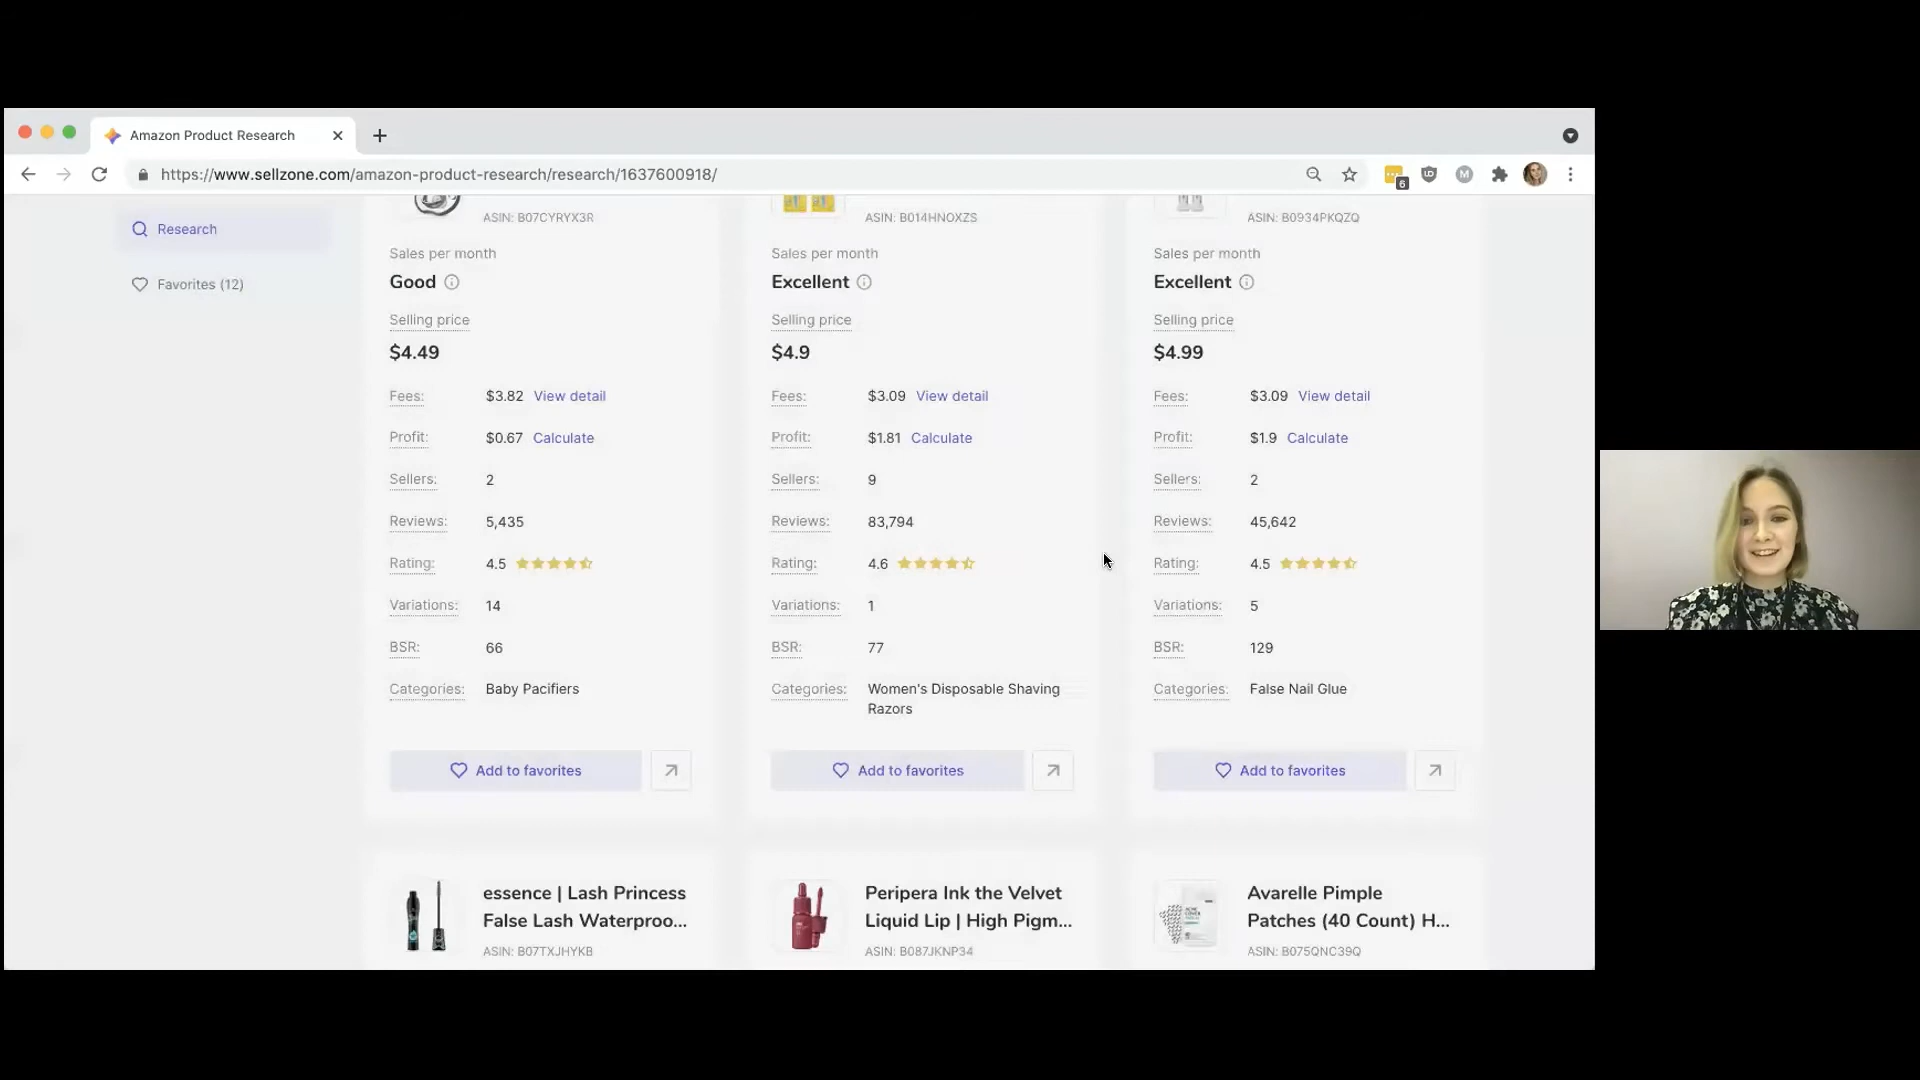 Amazon Product Research
https://www.sellzone.com/amazon-product-research/research/1637600918/
6
M
Research
Favorites (12)
ASIN: B07CYRYX3R
Sales per month
Good
Selling price
$4.49
Fees: $3.82 View detail
Profit: $0.67 Calculate
Sellers: 2
Reviews: 5,435
Rating: 4.5
Variations: 14
BSR: 66
Categories: Baby Pacifiers
Add to favorites
ASIN: B014HNOXZS
Sales per month
Excellent
Selling price
$4.9
Fees: $3.09 View detail
Profit: $1.81 Calculate
Sellers: 9
Reviews: 83,794
Rating: 4.6
Variations: 1
BSR: 77
Categories: Women's Disposable Shaving
Razors
Add to favorites
ASIN: B0934PKQZQ
Sales per month
Excellent
Selling price
$4.99
Fees: $3.09 View detail
Profit: $1.9 Calculate
Sellers: 2
Reviews: 45,642
Rating: 4.5
Variations: 5
BSR: 129
Categories: False Nail Glue
Add to favorites
essence | Lash Princess
False Lash Waterproo...
ASIN: B07TXJHYKB
Peripera Ink the Velvet
Liquid Lip | High Pigm...
ASIN: B087JKNP34
Avarelle Pimple
Patches (40 Count) H...
ASIN: B075QNC39Q